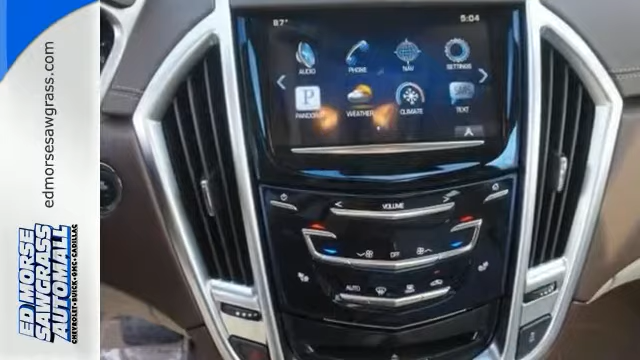 87°
5:04
AUDIO
PHONE
NAV
SETTINGS
PANDORA
WEATHER
CLIMATE
TEXT
VOLUME
OFF
AUTO
edmorsesawgrass.com
ED MORSE
SAWGRASS
AUTOMALL
CHEVROLET•BUICK•GMC•CADILLAC